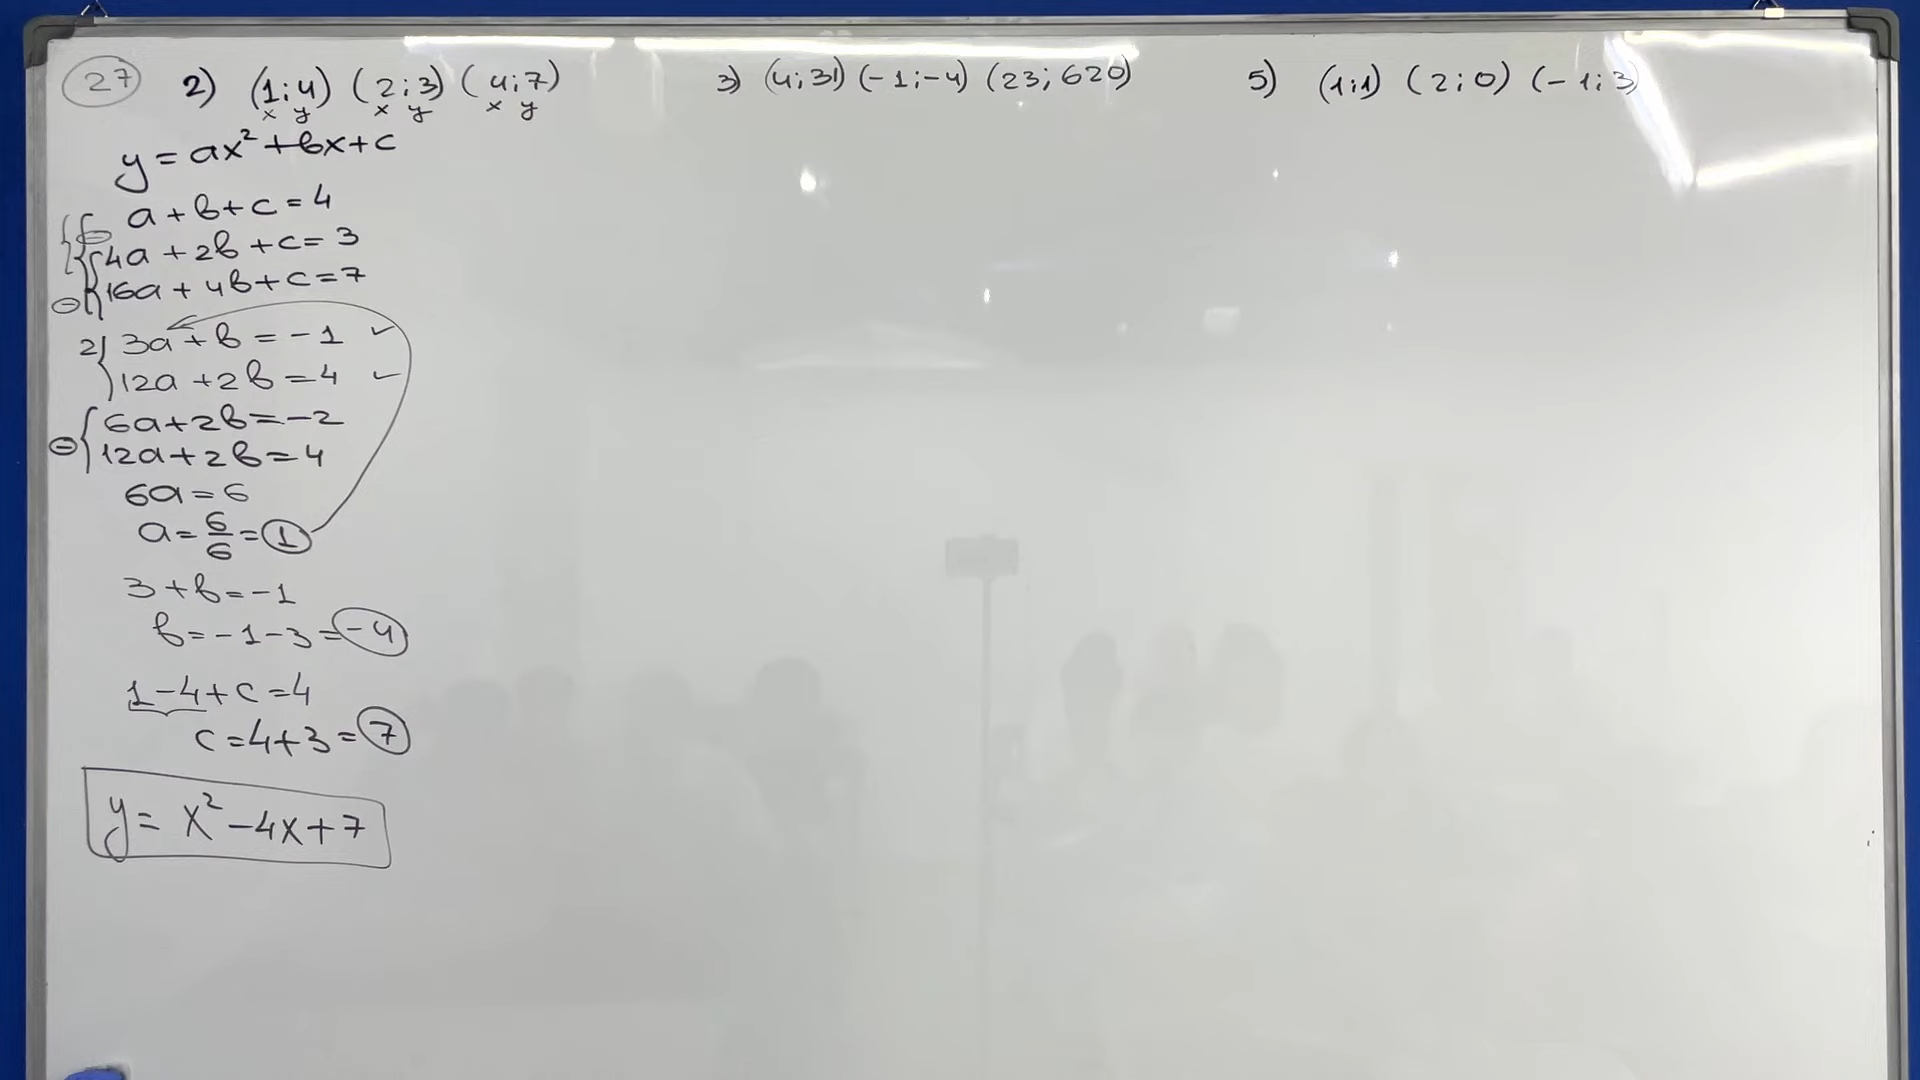 27 2) (1;4) (2;3) (4;7)
x y x y x y
y = ax² + bx + c
a + b + c = 4
4a + 2b + c = 3
16a + 4b + c = 7
2 3a + b = -1 ✓
12a + 2b = 4 ✓
6a + 2b = -2
12a + 2b = 4
6a = 6
a = 6/6 = 1
3 + b = -1
b = -1 - 3 = -4
1 - 4 + c = 4
c = 4 + 3 = 7
y = x² - 4x + 7
3) (4;31) (-1;-4) (23;620)
5) (1;1) (2;0) (-1;3)